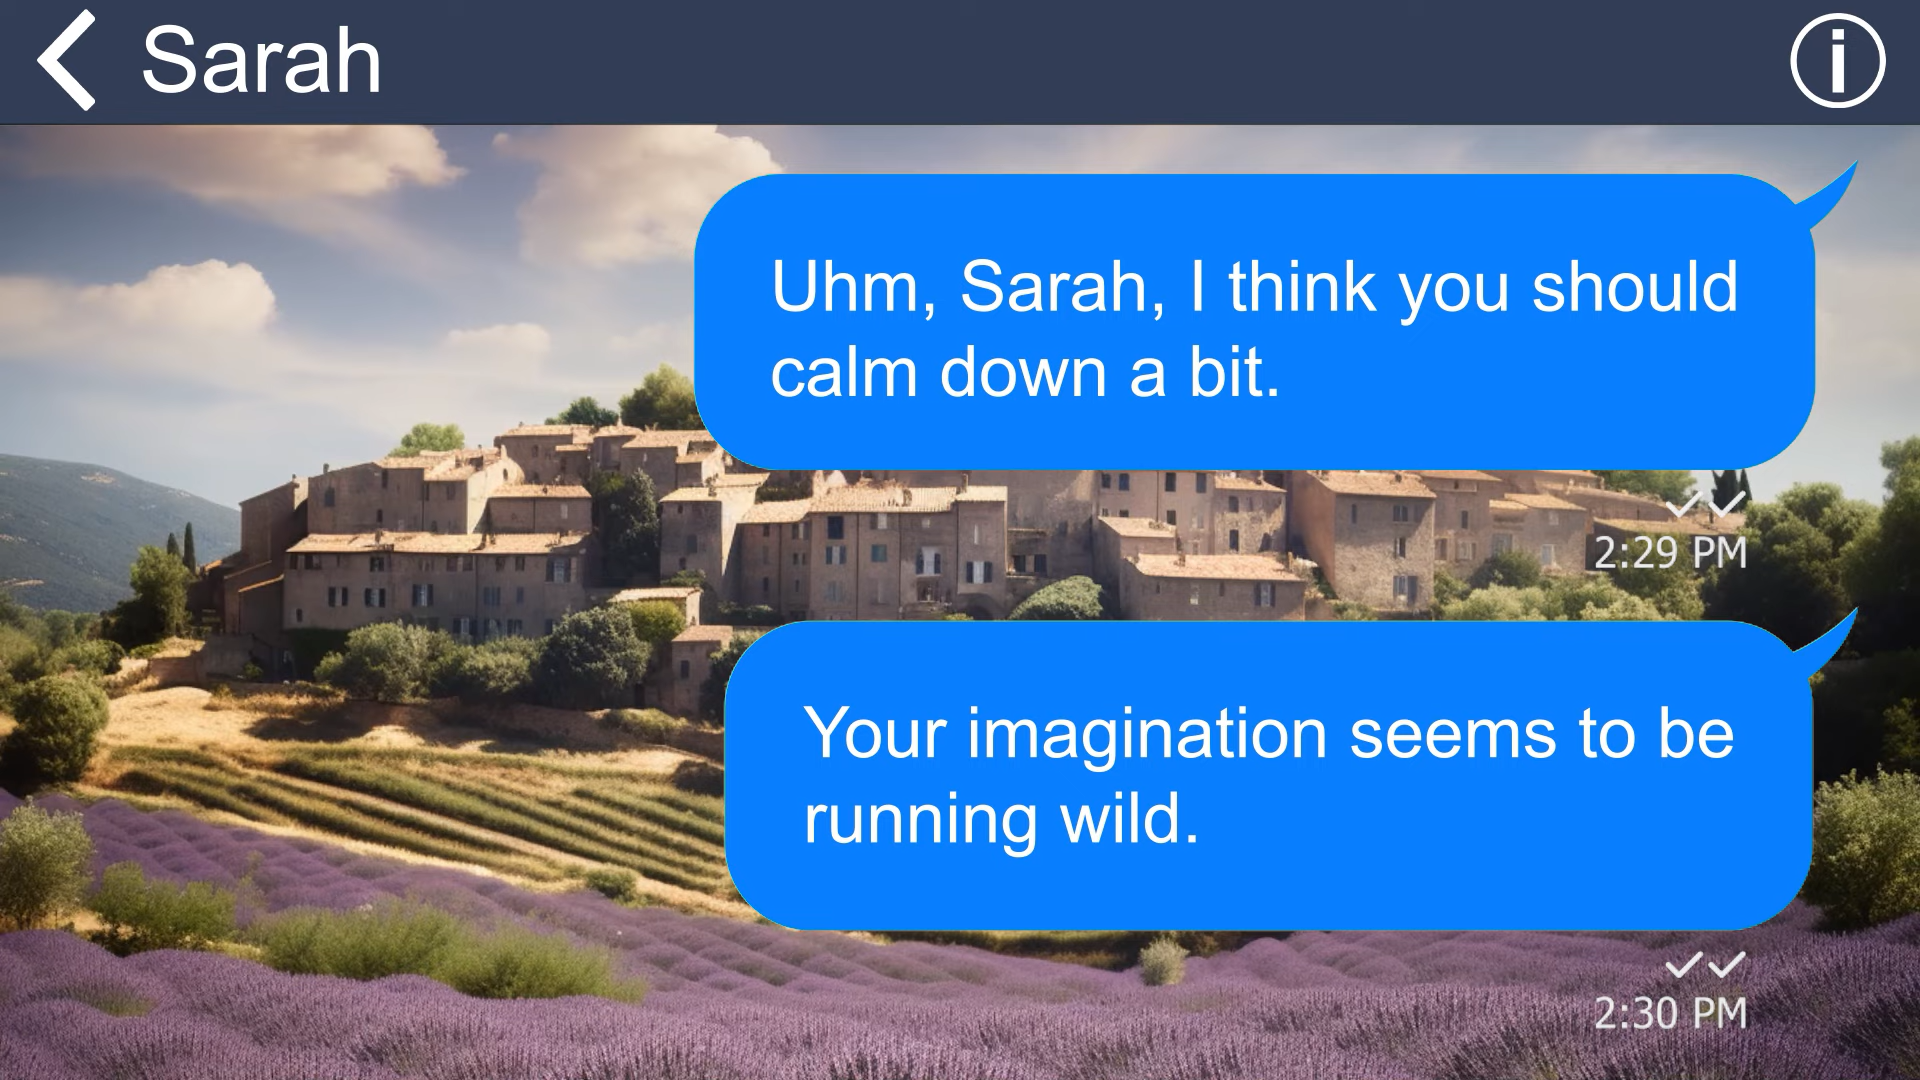 Sarah
Uhm, Sarah, I think you should
calm down a bit.
2:29 PM
Your imagination seems to be
running wild.
2:30 PM